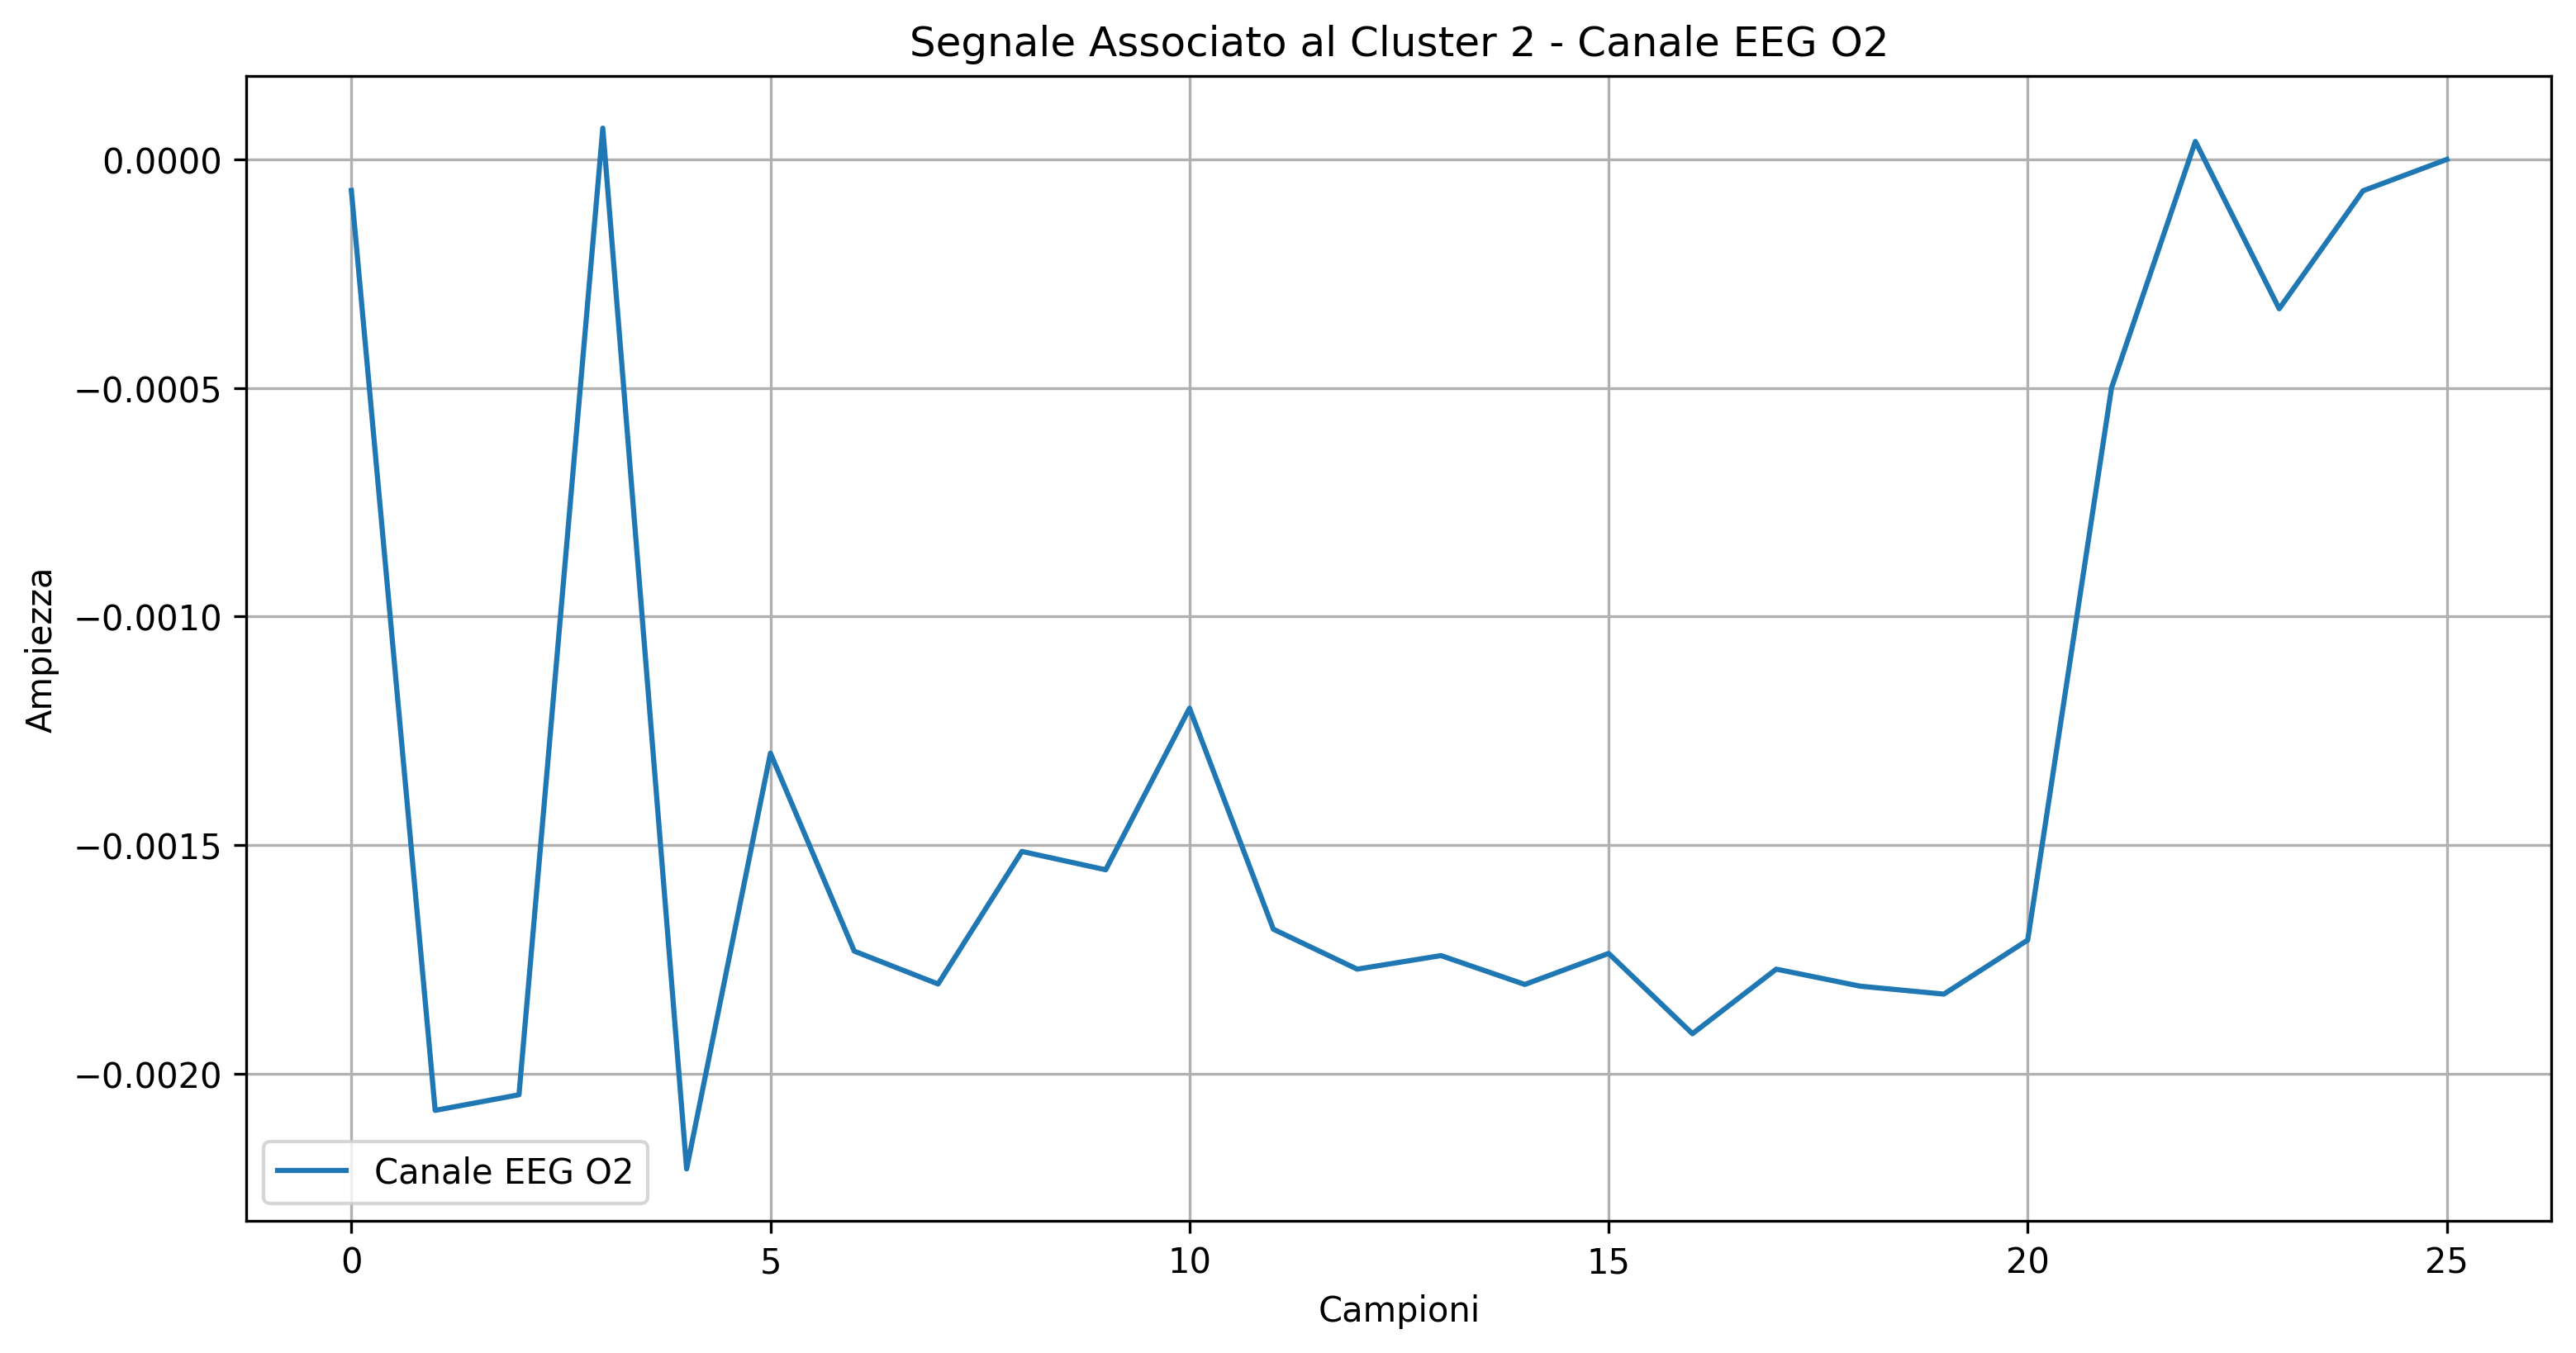 Segnale Associato al Cluster 2 - Canale EEG O2
0.0000
−0.0005
−0.0010
−0.0015
−0.0020
Ampiezza
Canale EEG O2
0 5 10 15 20 25
Campioni